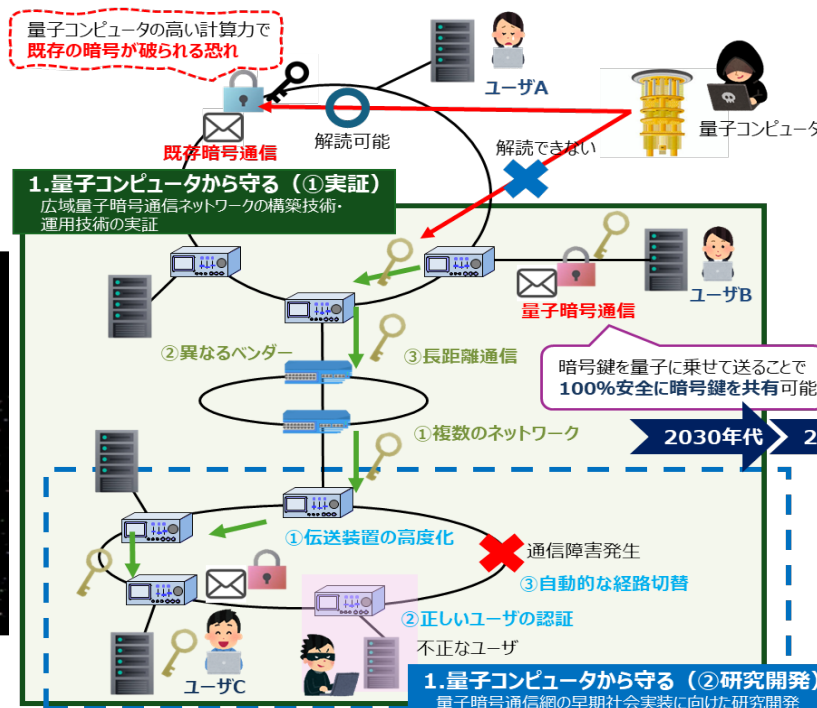 量子コンピュータの高い計算力で
既存の暗号が破られる恐れ
ユーザA
量子コンピュータ
解読可能
解読できない
既存暗号通信
1.量子コンピュータから守る（①実証）
広域量子暗号通信ネットワークの構築技術・
運用技術の実証
ユーザB
量子暗号通信
②異なるベンダー
③長距離通信
暗号鍵を量子に乗せて送ることで
100%安全に暗号鍵を共有可能
①複数のネットワーク
2030年代
2
①伝送装置の高度化
通信障害発生
③自動的な経路切替
②正しいユーザの認証
不正なユーザ
ユーザC
1.量子コンピュータから守る（②研究開発）
量子暗号通信網の早期社会実装に向けた研究開発